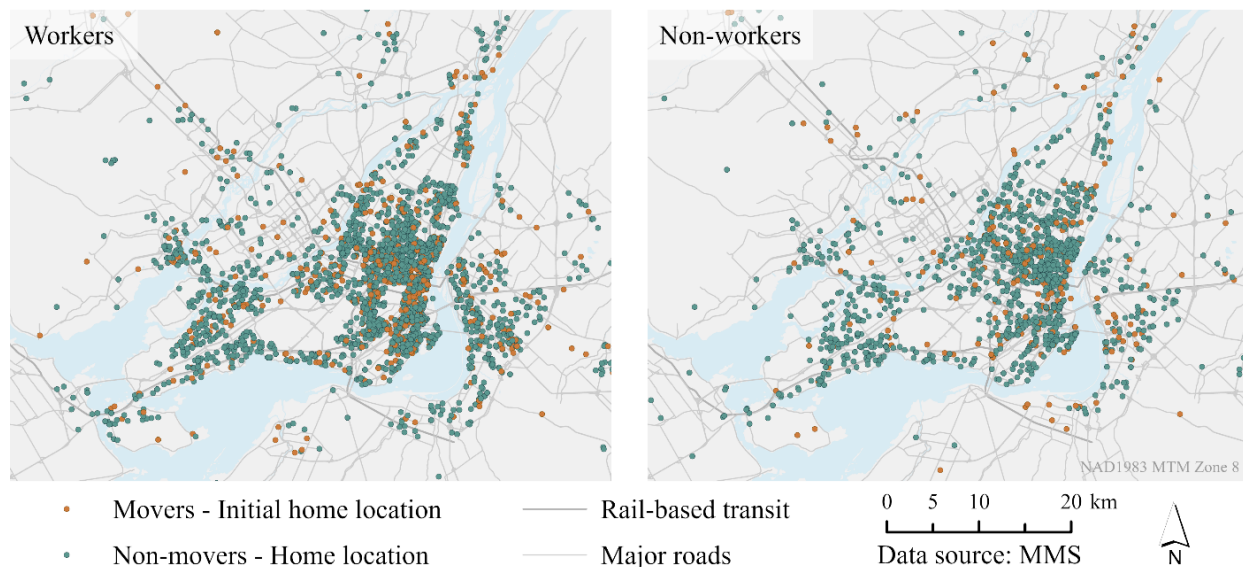 Workers
Non-workers
NAD1983 MTM Zone 8
Movers - Initial home location
Rail-based transit
0 5 10 20 km
Non-movers - Home location
Major roads
Data source: MMS
N